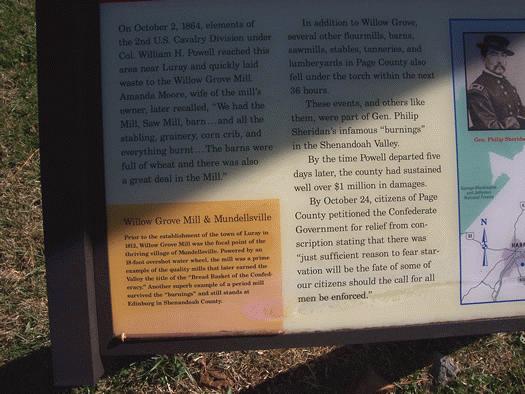 On October 2, 1864, elements of
the 2nd U.S. Cavalry Division under
Col. William H. Powell reached this
area near Luray and quickly laid
waste to the Willow Grove Mill.
Amanda Moore, wife of the mill's
owner, later recalled, "We had the
Mill, Saw Mill, barn...and all the
stabling, grainery, corn crib, and
everything burnt...The barns were
full of wheat and there was also
a great deal in the Mill."
Willow Grove Mill & Mundellsville
Prior to the establishment of the town of Luray in
1812, Willow Grove Mill was the focal point of the
thriving village of Mundellsville. Powered by an
18-foot overshot water wheel, the mill was a prime
example of the quality mills that later earned the
Valley the title of the "Bread Basket of the Confed-
eracy." Another superb example of a period mill
survived the "burnings" and still stands at
Edinburg in Shenandoah County.
In addition to Willow Grove,
several other flourmills, barns,
sawmills, stables, tanneries, and
lumberyards in Page County also
fell under the torch within the next
36 hours.
These events, and others like
them, were part of Gen. Philip
Sheridan's infamous "burnings"
in the Shenandoah Valley.
By the time Powell departed five
days later, the county had sustained
well over $1 million in damages.
By October 24, citizens of Page
County petitioned the Confederate
Government for relief from con-
scription stating that there was
"just sufficient reason to fear star-
vation will be the fate of some of
our citizens should the call for all
men be enforced."
Gen. Philip Sheride
George Washington
and Jefferson
National Forest
N
HAR